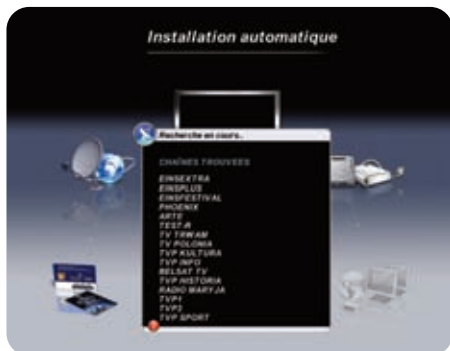 Installation automatique
Recherche en cours..
CHAÎNES TROUVEES
EINSEXTRA
EINSPLUS
EINSFESTIVAL
PHOENIX
ARTE
TEST-R
TV TRWAM
TV POLONIA
TVP KULTURA
TVP INFO
BELSAT TV
TVP HISTORIA
RADIO MARYJA
TVP1
TVP2
TVP SPORT